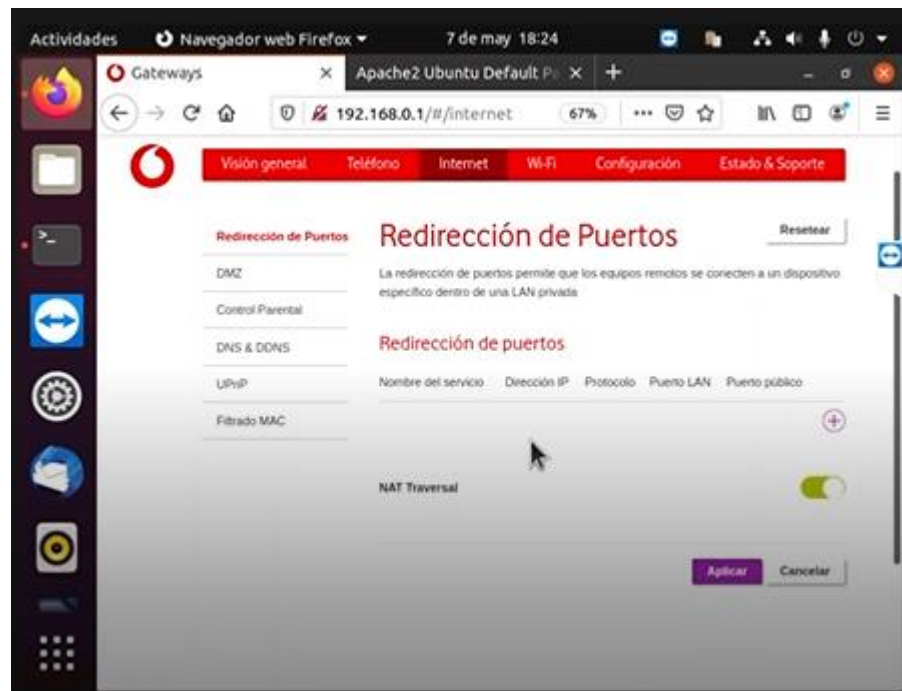 Actividades Navegador web Firefox 7 de may 18:24
Gateways Apache2 Ubuntu Default P
192.168.0.1/#/internet 67%
Visión general Teléfono Internet Wi-Fi Configuración Estado & Soporte
Redirección de Puertos
DMZ
Control Parental
DNS & DDNS
UPnP
Filtrado MAC
Redirección de Puertos Resetear
La redirección de puertos permite que los equipos remotos se conecten a un dispositivo
específico dentro de una LAN privada
Redirección de puertos
Nombre del servicio Dirección IP Protocolo Puerto LAN Puerto público
NAT Traversal
Aplicar Cancelar